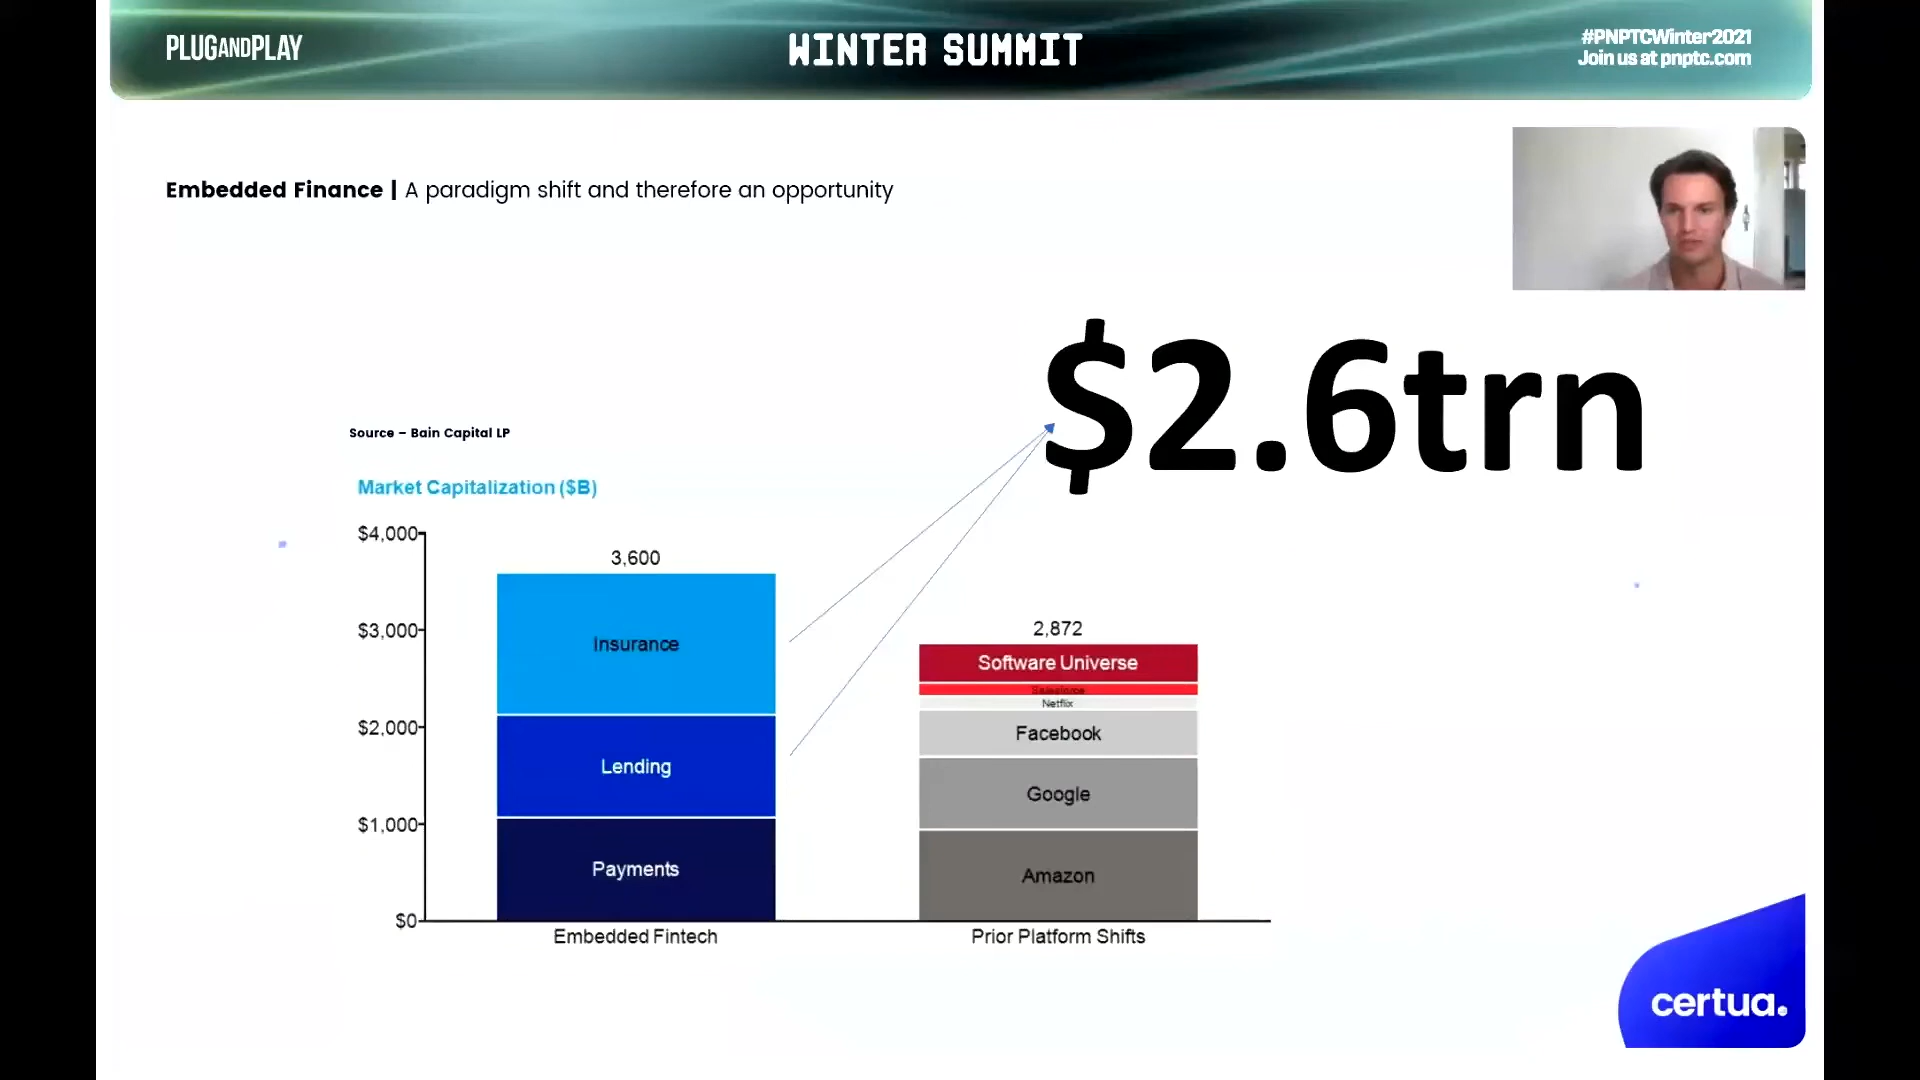 PLUGANDPLAY
WINTER SUMMIT
#PNPTCWinter2021
Join us at pnptc.com
Embedded Finance | A paradigm shift and therefore an opportunity
$2.6trn
Source – Bain Capital LP
Market Capitalization ($B)
$4,000
$3,000
$2,000
$1,000
$0
3,600
Insurance
Lending
Payments
Embedded Fintech
2,872
Software Universe
Salesforce
Netflix
Facebook
Google
Amazon
Prior Platform Shifts
certua.